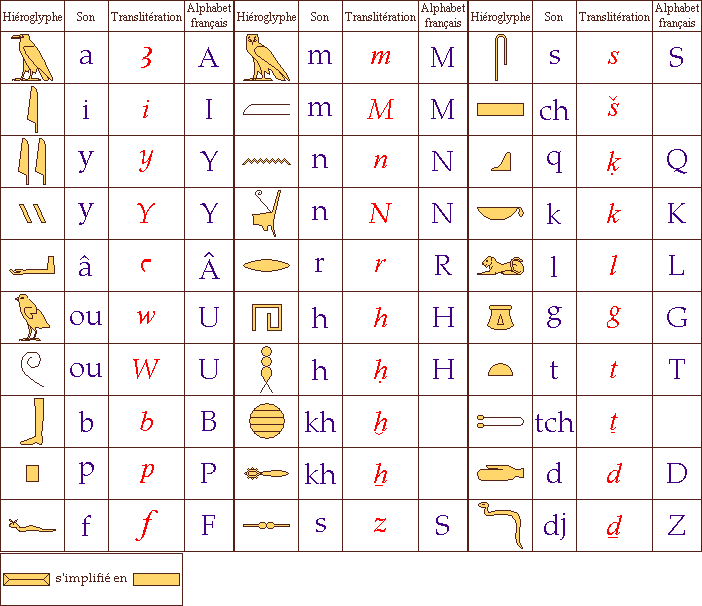 Hiéroglyphe Son Translitération Alphabet français Hiéroglyphe Son Translitération Alphabet français Hiéroglyphe Son Translitération Alphabet français
a ȝ A m m M s s S
i i I m M M ch š
y y Y n n N q ḳ Q
y Y Y n N N k k K
â ʿ Â r r R l l L
ou w U h h H g g G
ou W U h ḥ H t t T
b b B kh ḫ tch ṯ
p p P kh ẖ d d D
f f F s z S dj ḏ Z
s'implifié en